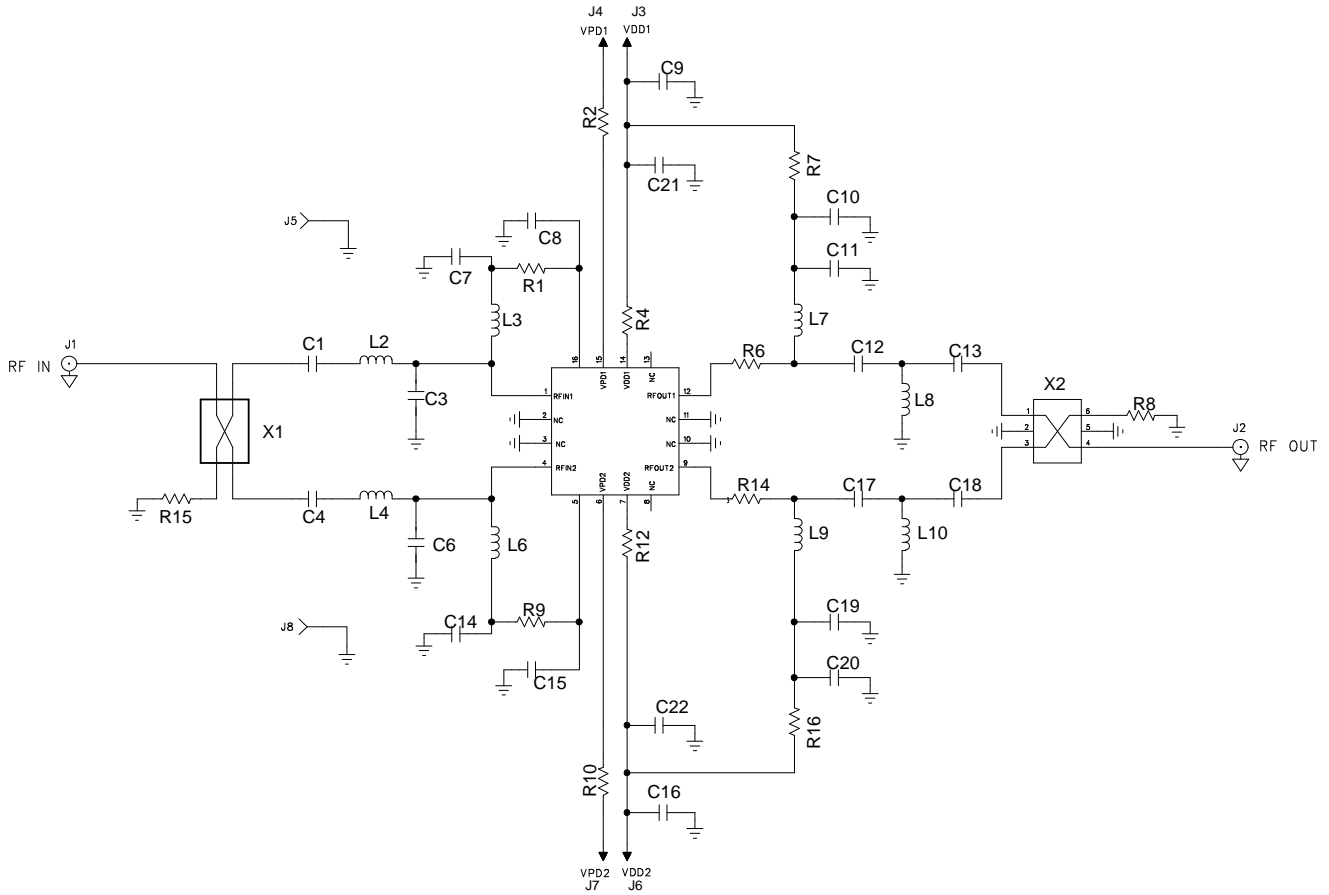 J4 J3
VPD1 VDD1
C9
R2
R7
C21
C10
J5
C8
C11
C7
R1
L3
R4
L7
J1
C1 L2
R6
C12 C13
RF IN
16 15 14 13
VPD1 VDD1 NC
X2
C3
1 RFIN1 RFOUT1 12
L8
R8
X1
2 NC NC 11
1 6
2 5
3 4
J2
RF OUT
3 NC NC 10
4 RFIN2 RFOUT2 9
VPD2 VDD2 NC
5 6 7 8
R15
C4 L4
R14
C17 C18
C6
L6
R12
L9
L10
J8
C14
R9
C19
C15
C20
C22
R16
R10
C16
VPD2 VDD2
J7 J6